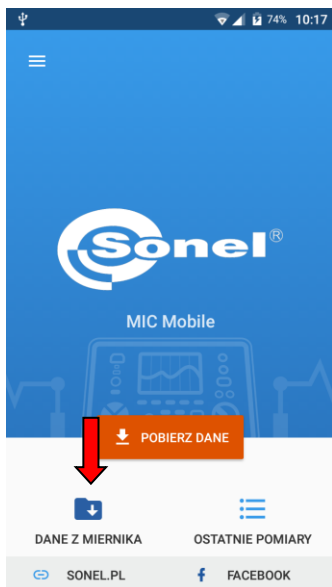 74% 10:17
Sonel®
MIC Mobile
POBIERZ DANE
DANE Z MIERNIKA OSTATNIE POMIARY
SONEL.PL FACEBOOK